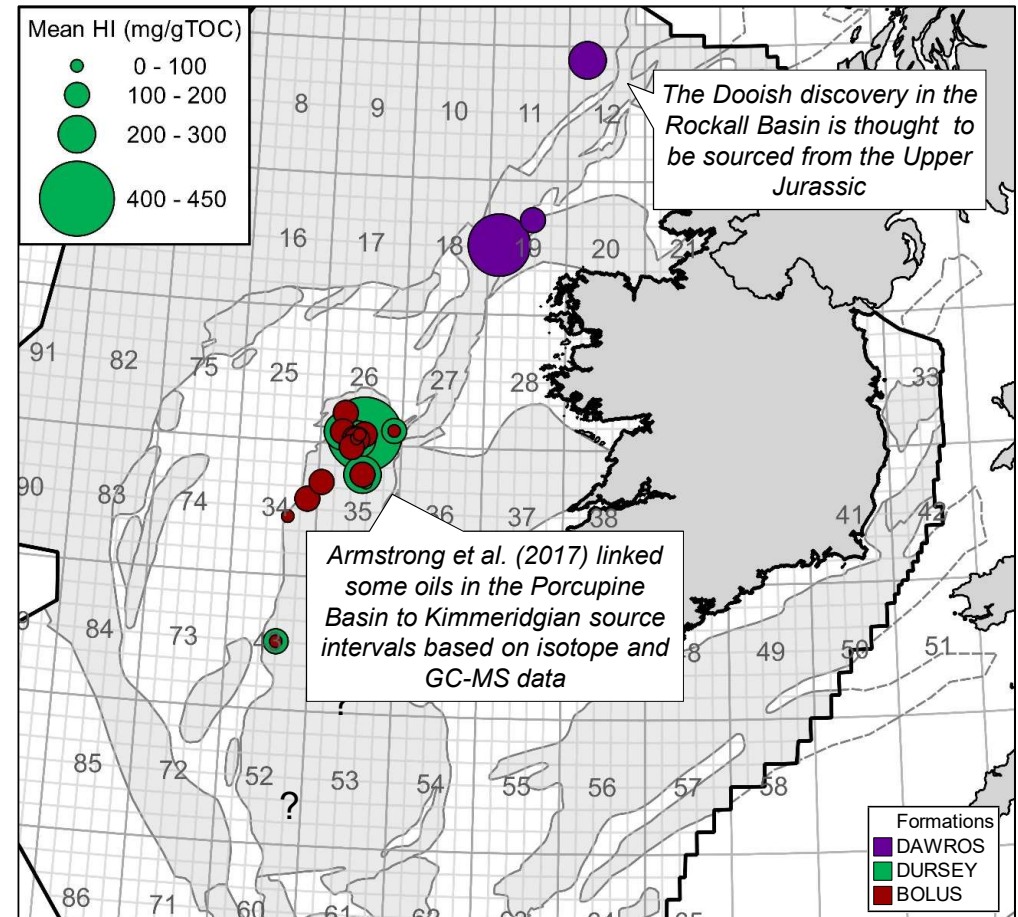 Mean HI (mg/gTOC)
0 - 100
100 - 200
200 - 300
400 - 450
The Dooish discovery in the
Rockall Basin is thought to
be sourced from the Upper
Jurassic
8
9
10
11
12
16
17
18
19
20
21
91
82
75
25
26
27
28
33
90
83
74
34
35
36
37
38
41
42
Armstrong et al. (2017) linked
some oils in the Porcupine
Basin to Kimmeridgian source
intervals based on isotope and
GC-MS data
84
73
49
50
51
?
85
72
52
53
54
55
56
57
58
?
Formations
DAWROS
DURSEY
BOLUS
86
60
61